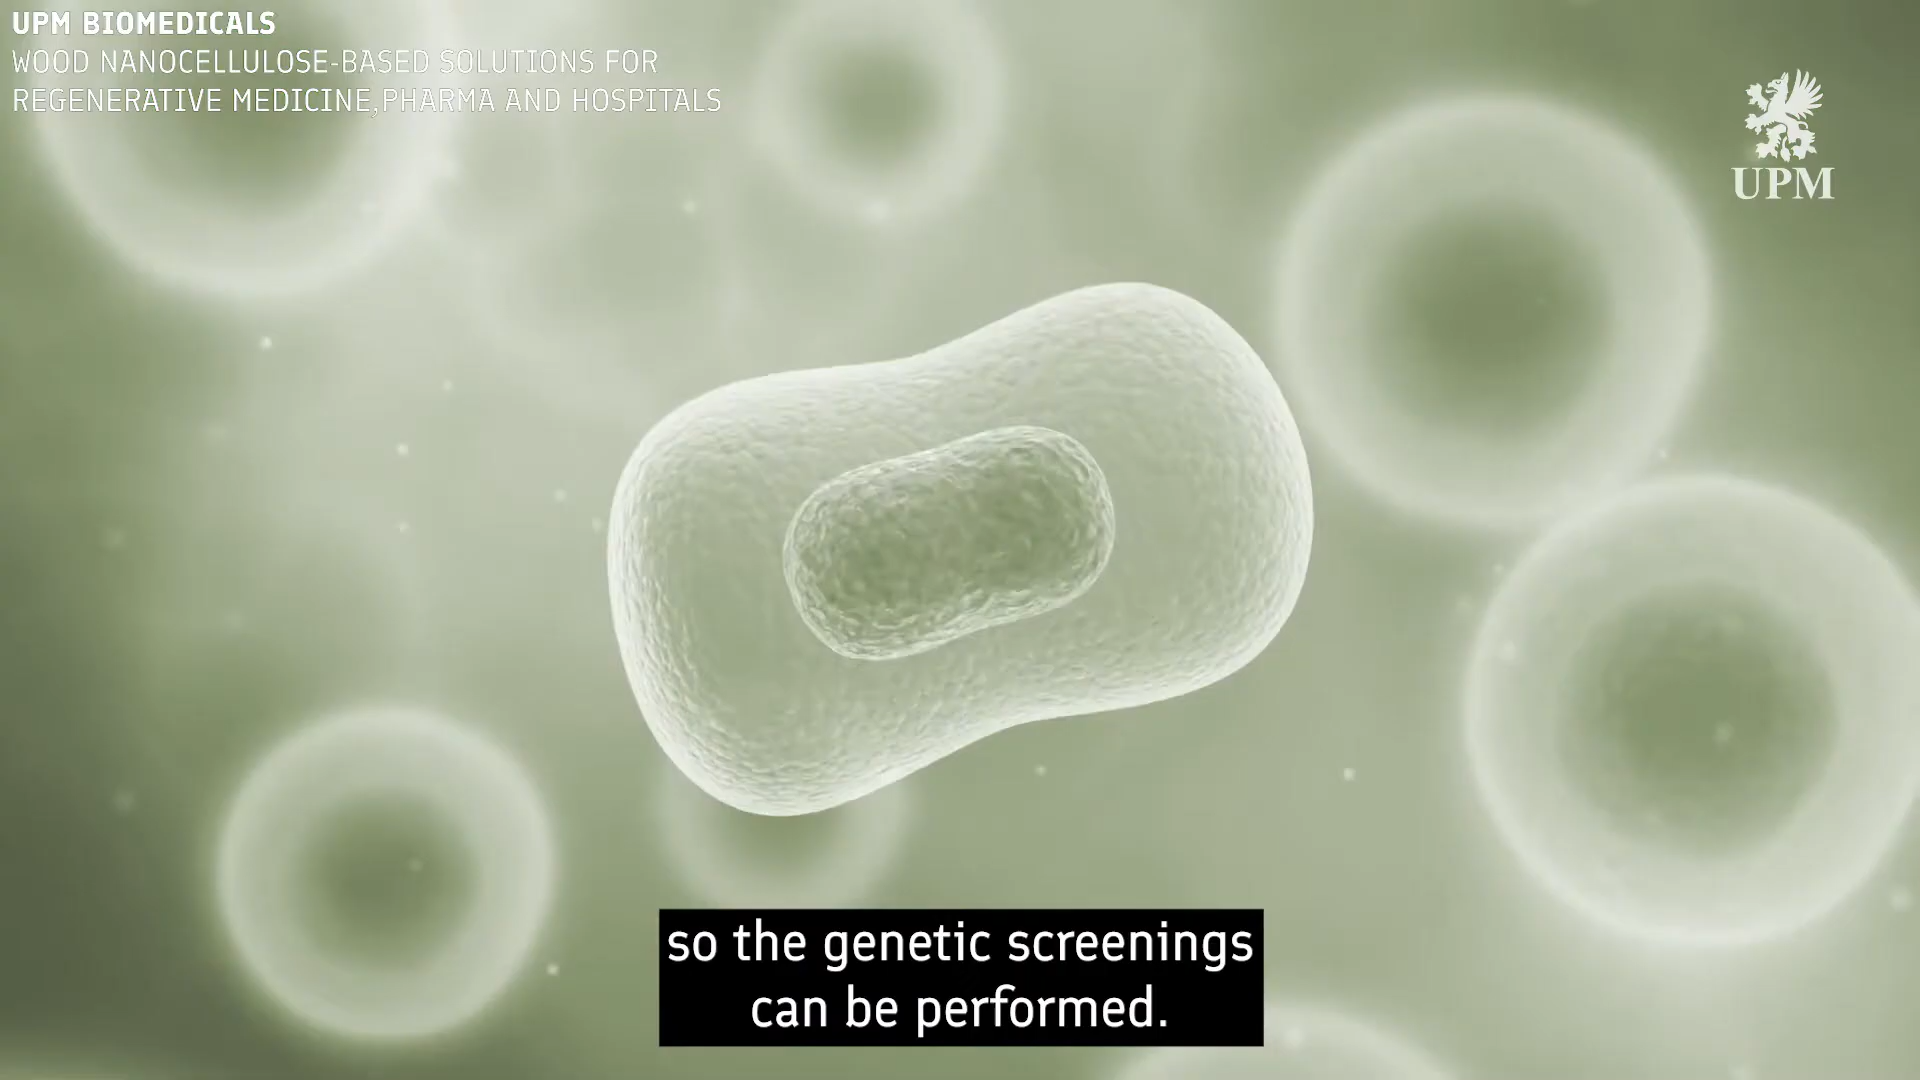 UPM BIOMEDICALS
WOOD NANOCELLULOSE-BASED SOLUTIONS FOR
REGENERATIVE MEDICINE,PHARMA AND HOSPITALS
UPM
so the genetic screenings
can be performed.